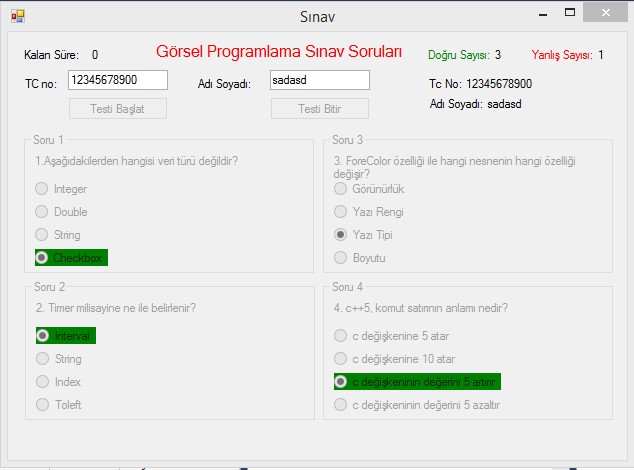 Sınav
Kalan Süre: 0 Görsel Programlama Sınav Soruları Doğru Sayısı: 3 Yanlış Sayısı: 1
TC no: 12345678900 Adı Soyadı: sadasd Tc No: 12345678900
Testi Başlat Testi Bitir Adı Soyadı: sadasd
Soru 1
1.Aşağıdakilerden hangisi veri türü değildir?
Integer
Double
String
Checkbox
Soru 3
3. ForeColor özelliği ile hangi nesnenin hangi özelliği
değişir?
Görünürlük
Yazı Rengi
Yazı Tipi
Boyutu
Soru 2
2. Timer milisayine ne ile belirlenir?
Interval
String
Index
Toleft
Soru 4
4. c++5, komut satırının anlamı nedir?
c değişkenine 5 atar
c değişkenine 10 atar
c değişkeninin değerini 5 artırır
c değişkeninin değerini 5 azaltır